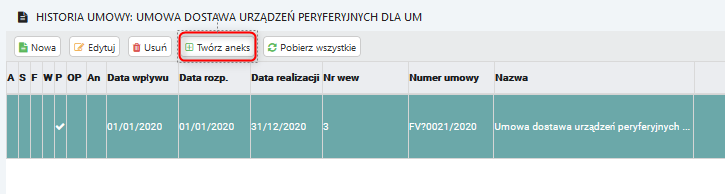 HISTORIA UMOWY: UMOWA DOSTAWA URZĄDZEŃ PERYFERYJNYCH DLA UM
Nowa Edytuj Usuń Twórz aneks Pobierz wszystkie
A S F W P OP An Data wpływu Data rozp. Data realizacji Nr wew Numer umowy Nazwa
01/01/2020 01/01/2020 31/12/2020 3 FV?0021/2020 Umowa dostawa urządzeń peryferyjnych ...